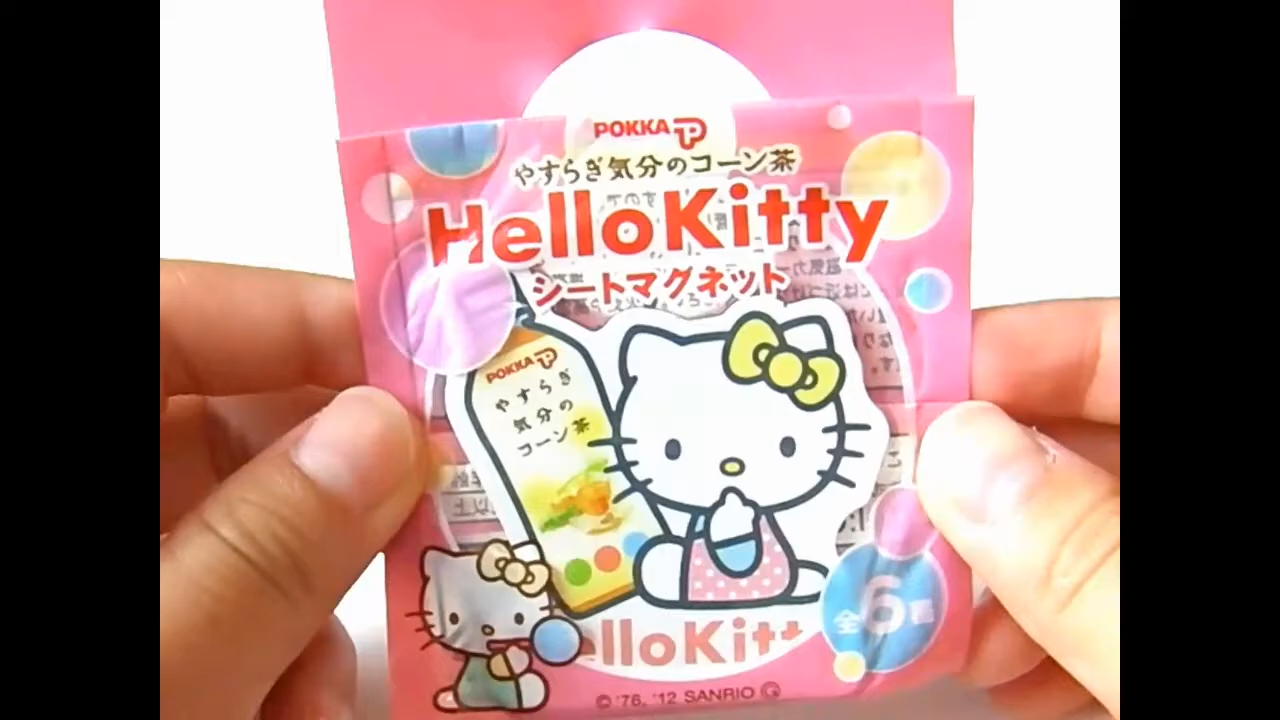 POKKA
やすらぎ気分のコーン茶
HelloKitty
シートマグネット
POKKA
やすらぎ
気分の
コーン茶
全6種
elloKitt
© '76, '12 SANRIO